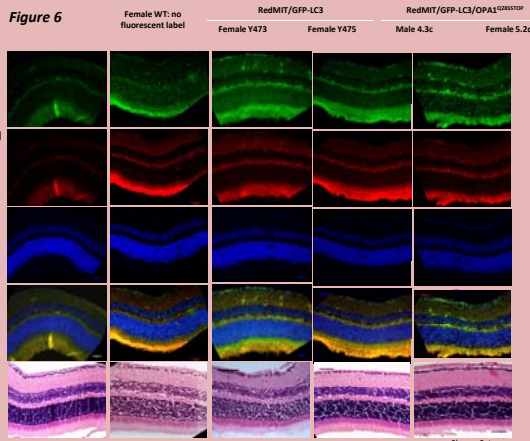 Figure 6
Female WT: no
fluorescent label
RedMIT/GFP-LC3
RedMIT/GFP-LC3/OPA1Q285STOP
Female Y473
Female Y475
Male 4.3c
Female 5.2c